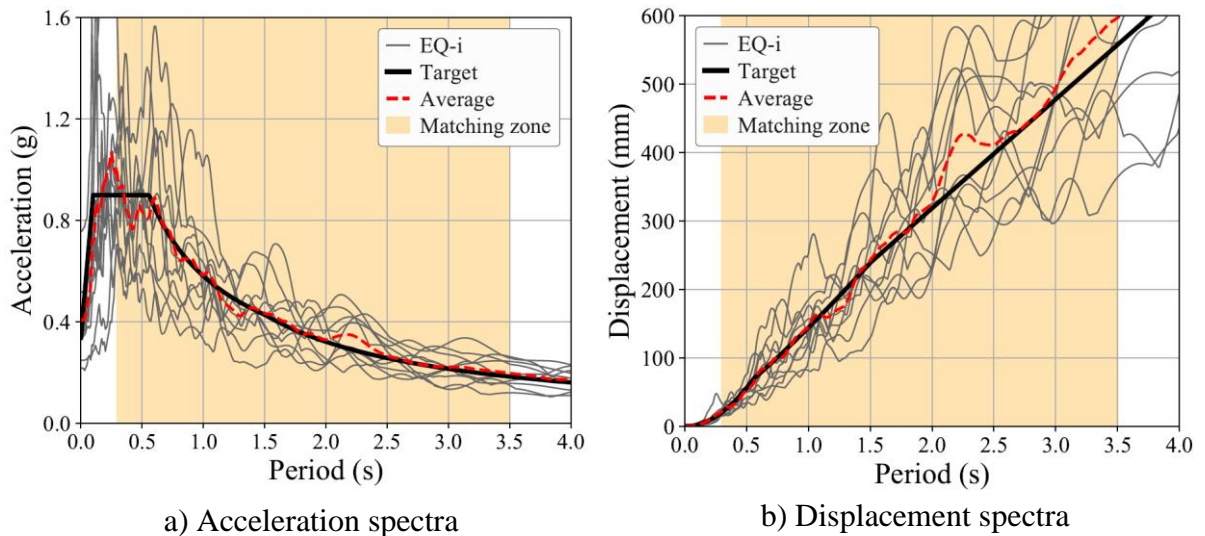 1.6
1.2
0.8
0.4
0.0
Acceleration (g)
EQ-i
Target
Average
Matching zone
0.0 0.5 1.0 1.5 2.0 2.5 3.0 3.5 4.0
Period (s)
a) Acceleration spectra
600
500
400
300
200
100
0
Displacement (mm)
EQ-i
Target
Average
Matching zone
0.0 0.5 1.0 1.5 2.0 2.5 3.0 3.5 4.0
Period (s)
b) Displacement spectra